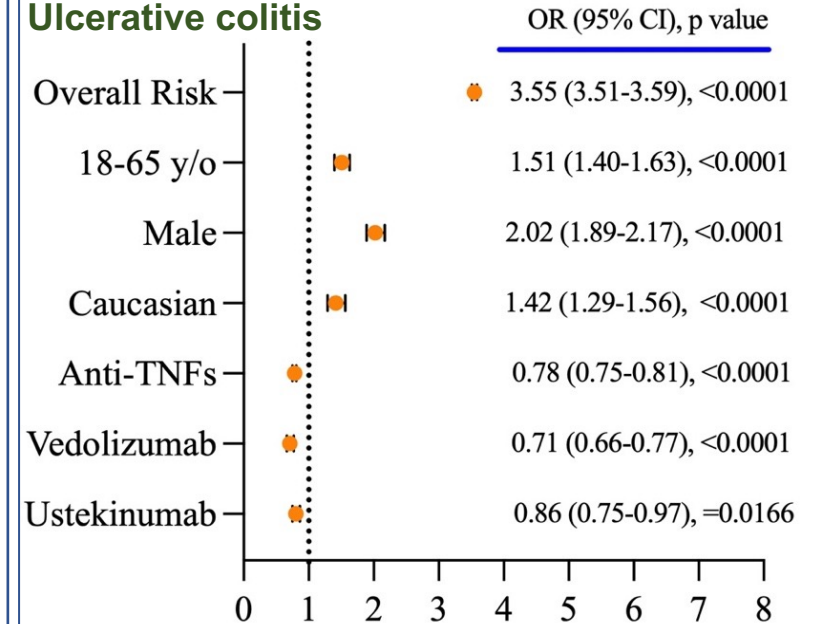 Ulcerative colitis
OR (95% CI), p value
Overall Risk 3.55 (3.51-3.59), <0.0001
18-65 y/o 1.51 (1.40-1.63), <0.0001
Male 2.02 (1.89-2.17), <0.0001
Caucasian 1.42 (1.29-1.56), <0.0001
Anti-TNFs 0.78 (0.75-0.81), <0.0001
Vedolizumab 0.71 (0.66-0.77), <0.0001
Ustekinumab 0.86 (0.75-0.97), =0.0166
0 1 2 3 4 5 6 7 8